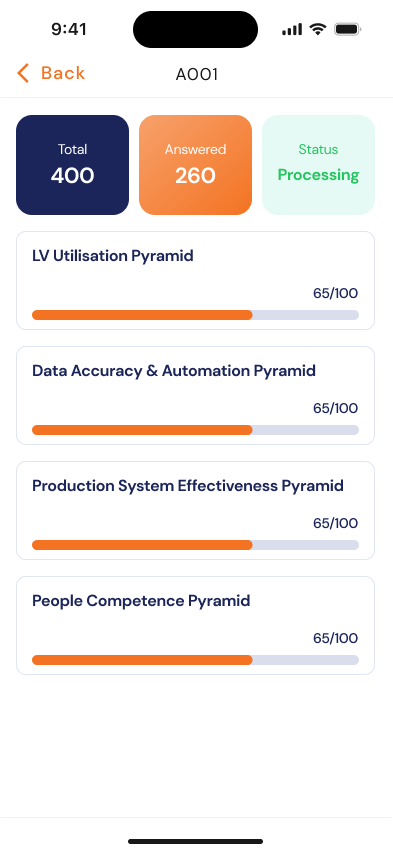 9:41
Back
A001
Total
400
Answered
260
Status
Processing
LV Utilisation Pyramid
65/100
Data Accuracy & Automation Pyramid
65/100
Production System Effectiveness Pyramid
65/100
People Competence Pyramid
65/100